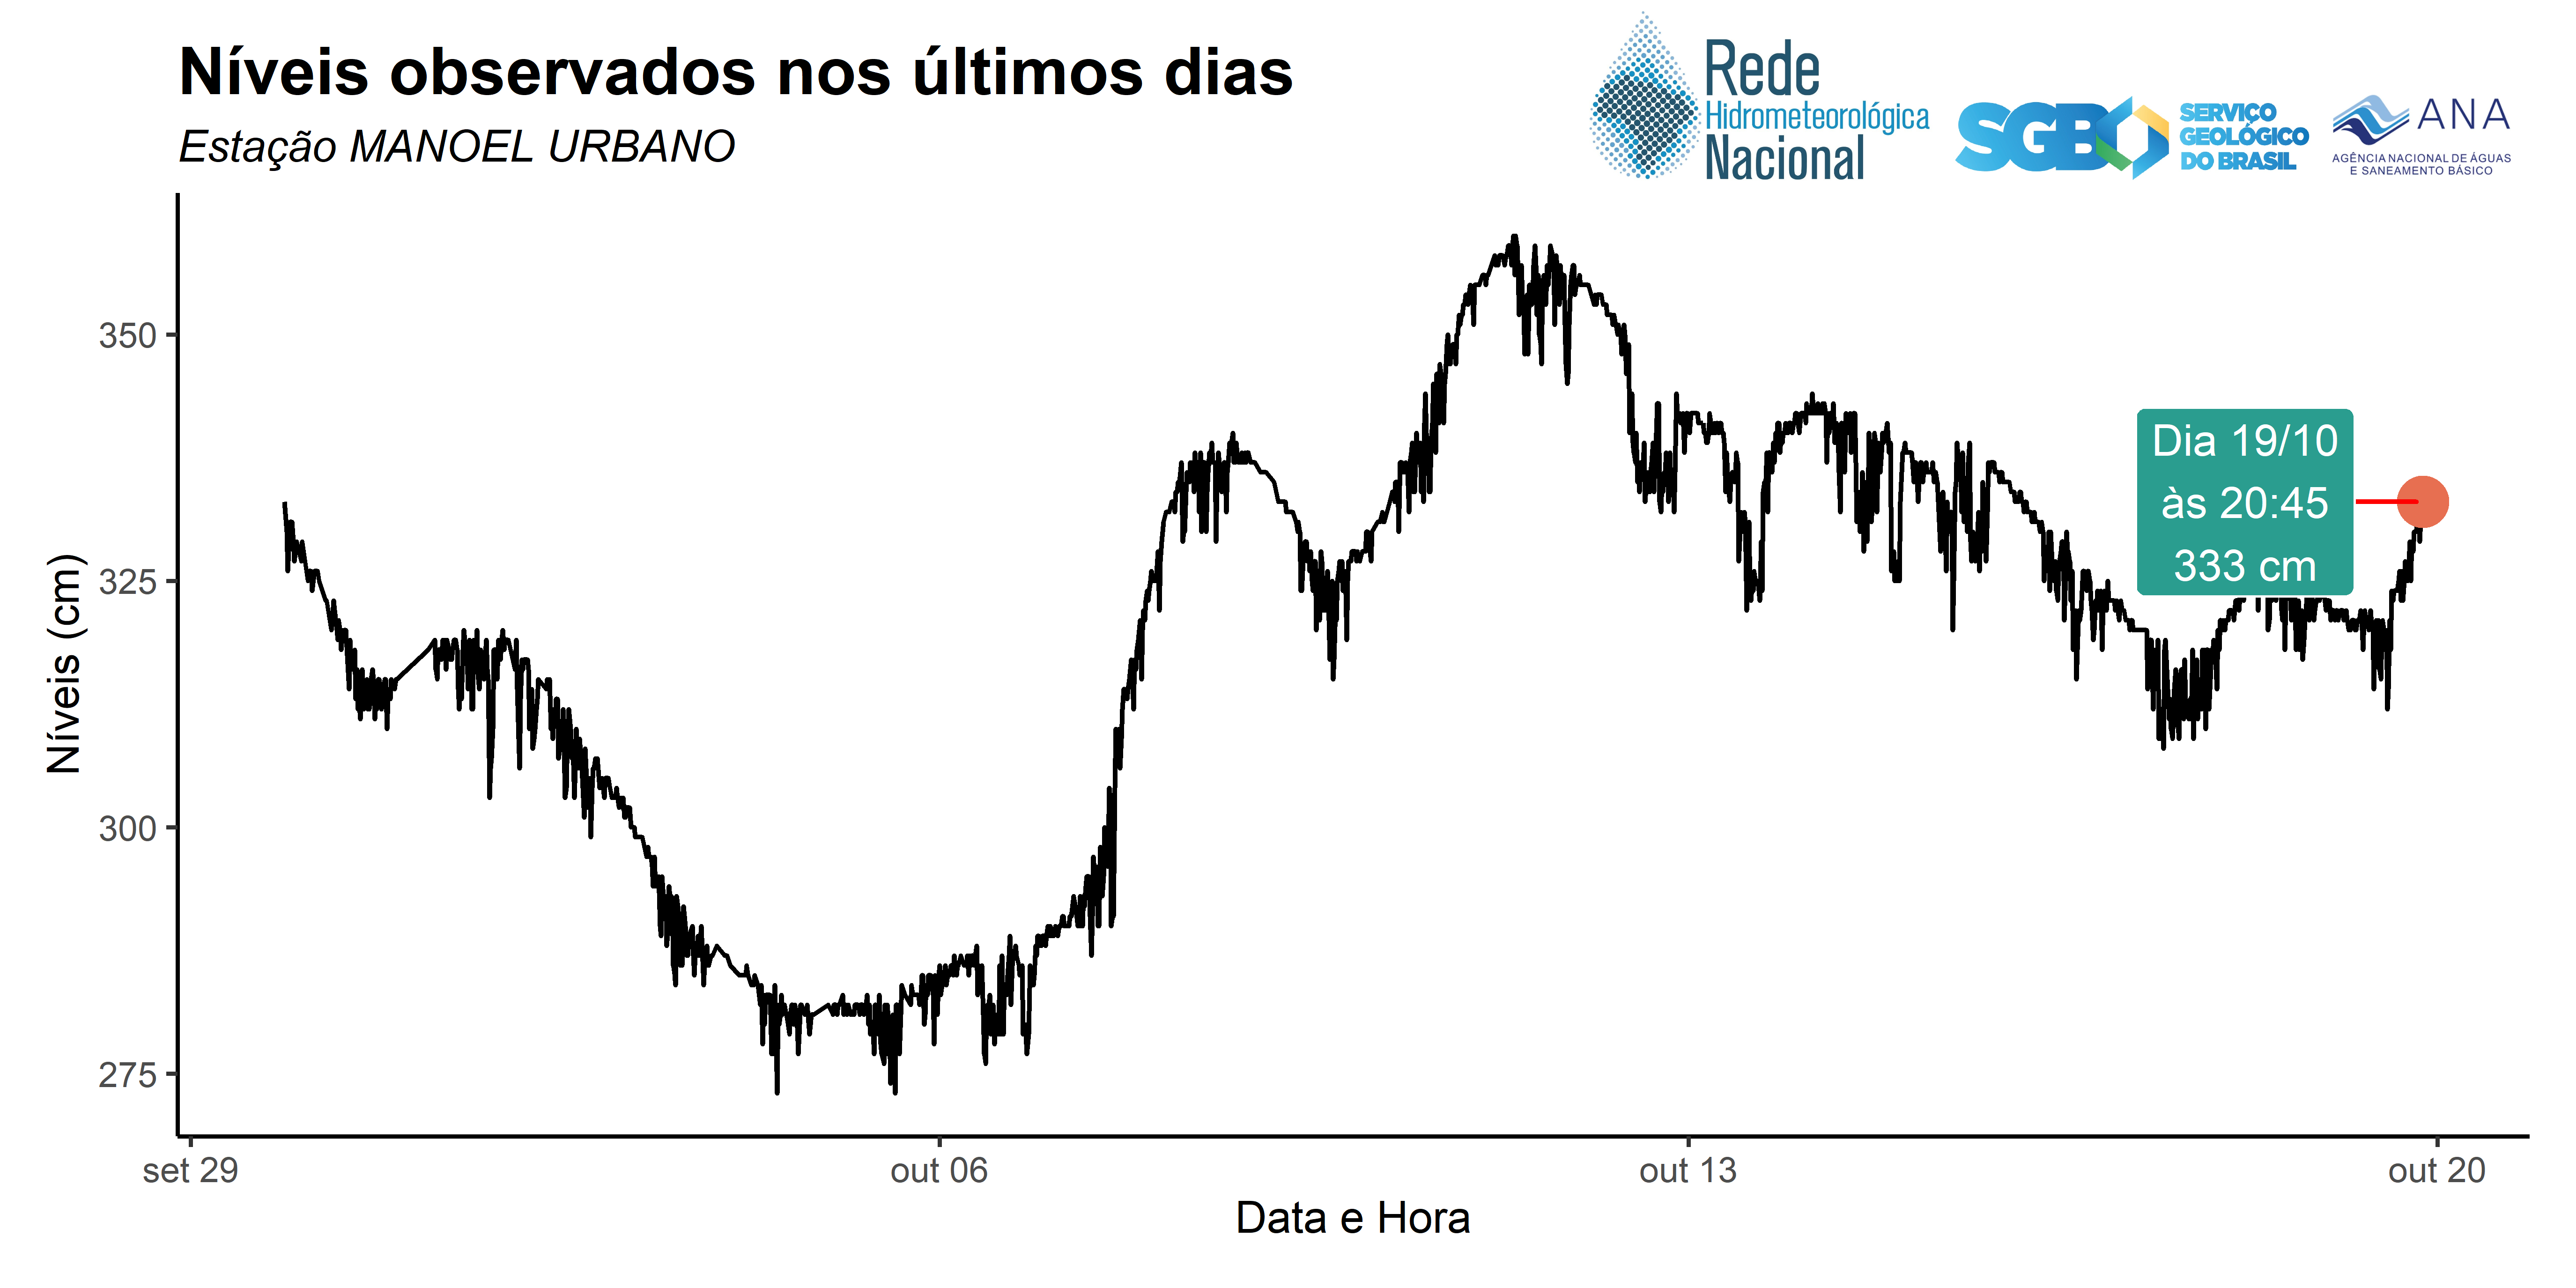 Níveis observados nos últimos dias
Estação MANOEL URBANO
Rede
Hidrometeorológica
Nacional
SGB
SERVIÇO
GEOLÓGICO
DO BRASIL
ANA
AGÊNCIA NACIONAL DE ÁGUAS
E SANEAMENTO BÁSICO
Níveis (cm)
350
325
300
275
Dia 19/10
às 20:45
333 cm
set 29
out 06
out 13
out 20
Data e Hora